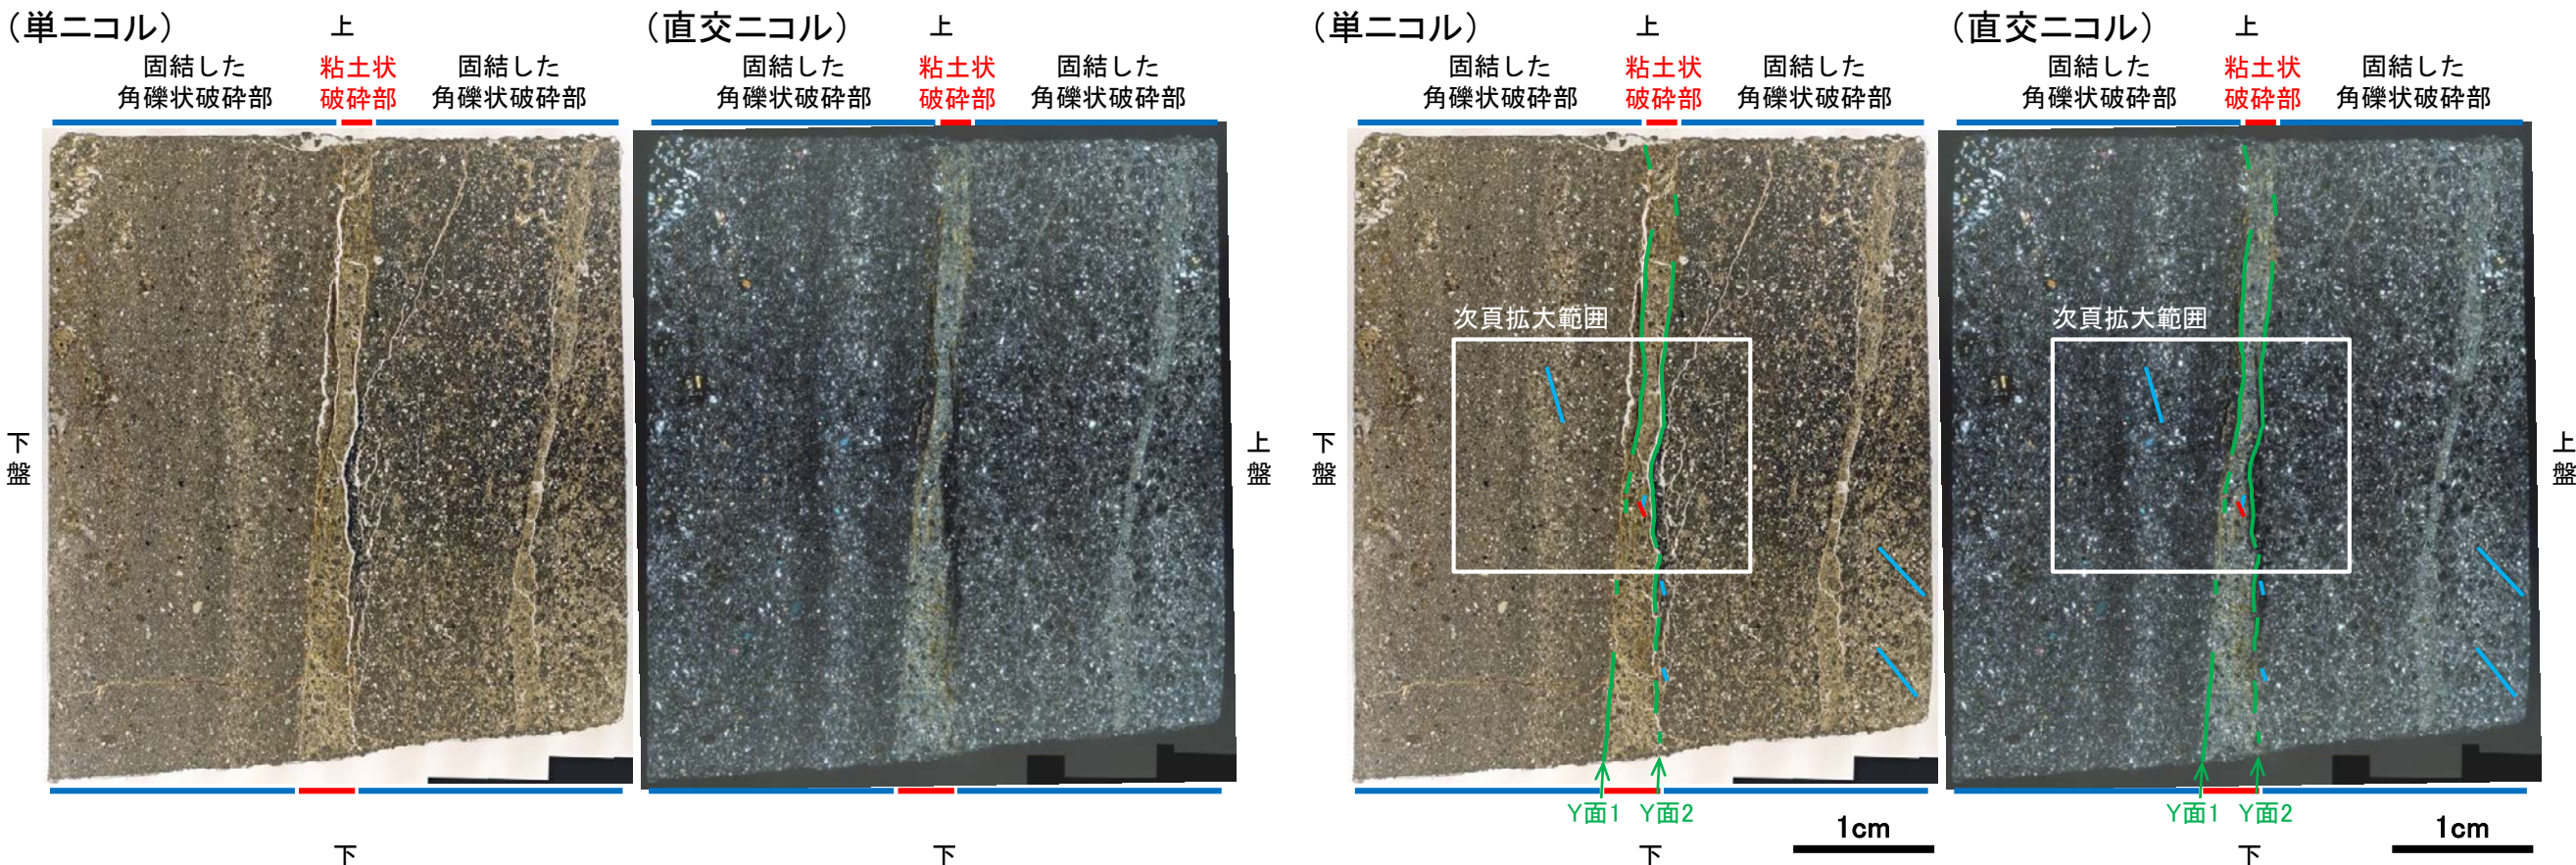 （単ニコル）
上
固結した
角礫状破砕部
粘土状
破砕部
固結した
角礫状破砕部
下
盤
下
（直交ニコル）
上
固結した
角礫状破砕部
粘土状
破砕部
固結した
角礫状破砕部
上
盤
下
（単ニコル）
上
固結した
角礫状破砕部
粘土状
破砕部
固結した
角礫状破砕部
次頁拡大範囲
下
盤
Y面1
Y面2
1cm
下
（直交ニコル）
上
固結した
角礫状破砕部
粘土状
破砕部
固結した
角礫状破砕部
次頁拡大範囲
上
盤
Y面1
Y面2
1cm
下